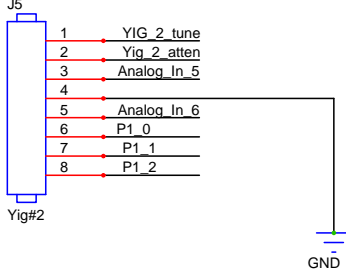 J5
1 YIG_2_tune
2 Yig_2_atten
3 Analog_In_5
4
5 Analog_In_6
6 P1_0
7 P1_1
8 P1_2
Yig#2
GND